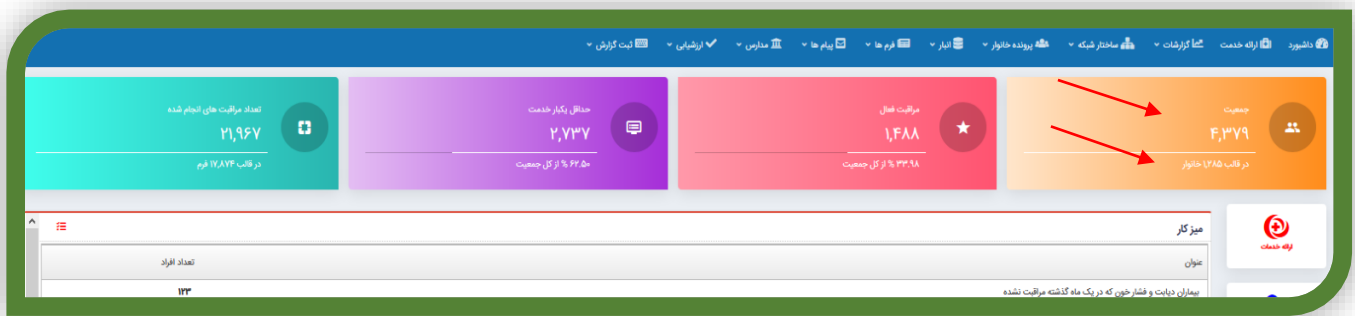 داشبورد ارائه خدمت گزارشات ساختار شبکه پرونده خانوار انبار فرم ها پیام ها مدارس ارزشیابی ثبت گزارش
جمعیت
۴,۳۷۹
در قالب ۱,۲۸۵ خانوار
مراقبت فعال
۱,۴۸۸
۳۳.۹۸ % از کل جمعیت
حداقل یکبار خدمت
۲,۷۳۷
۶۲.۵۰ % از کل جمعیت
تعداد مراقبت های انجام شده
۲۱,۹۶۷
در قالب ۱۷,۸۷۴ فرم
ارائه خدمات
میز کار
عنوان تعداد افراد
بیماران دیابت و فشار خون که در یک ماه گذشته مراقبت نشده ۱۲۳